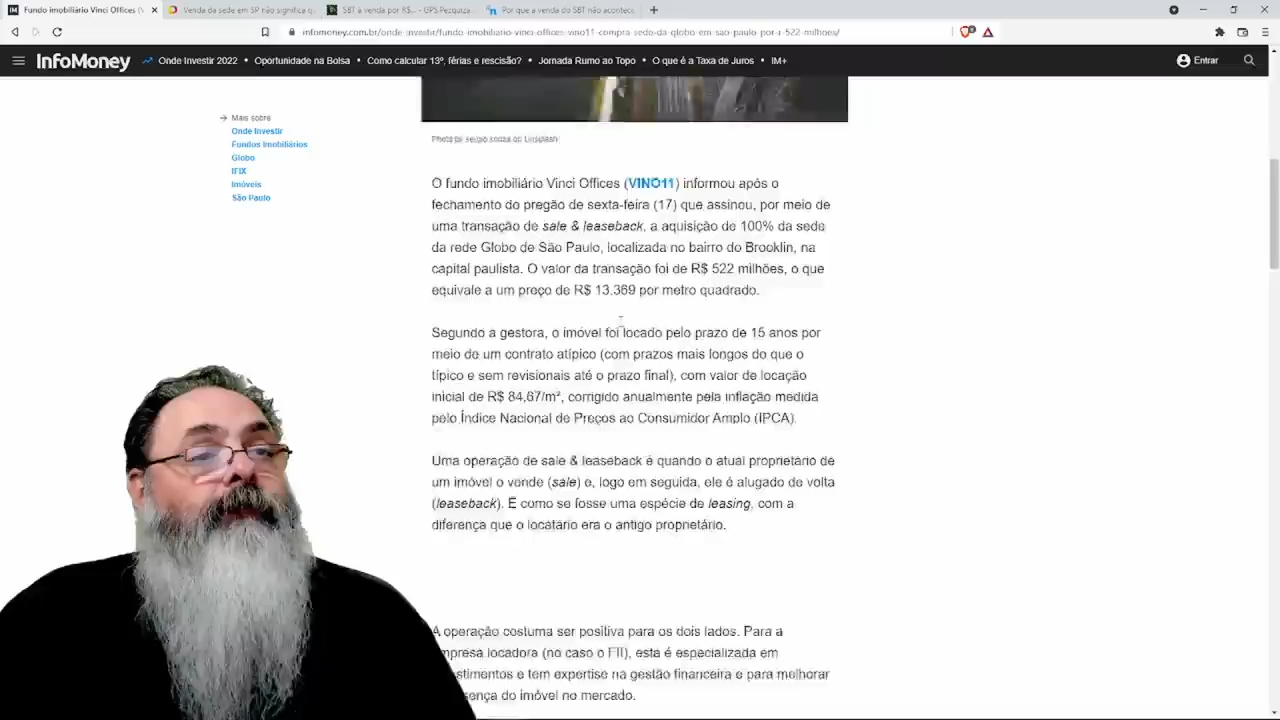 Fundo imobiliário Vinci Offices (V
Venda da sede em SP não significa q
SBT à venda por R$... - GPS.Pezquiza
Por que a venda do SBT não acontec
infomoney.com.br/onde-investir/fundo-imobiliario-vinci-offices-vino11-compra-sede-da-globo-em-sao-paulo-por-r-522-milhoes/
InfoMoney
Onde Investir 2022 • Oportunidade na Bolsa • Como calcular 13º, férias e rescisão? • Jornada Rumo ao Topo • O que é a Taxa de Juros • IM+
Entrar
Mais sobre
Onde Investir
Fundos Imobiliários
Globo
IFIX
Imóveis
São Paulo
O fundo imobiliário Vinci Offices (VINO11) informou após o
fechamento do pregão de sexta-feira (17) que assinou, por meio de
uma transação de sale & leaseback, a aquisição de 100% da sede
da rede Globo de São Paulo, localizada no bairro do Brooklin, na
capital paulista. O valor da transação foi de R$ 522 milhões, o que
equivale a um preço de R$ 13.369 por metro quadrado.
Segundo a gestora, o imóvel foi locado pelo prazo de 15 anos por
meio de um contrato atípico (com prazos mais longos do que o
típico e sem revisionais até o prazo final), com valor de locação
inicial de R$ 84,67/m², corrigido anualmente pela inflação medida
pelo Índice Nacional de Preços ao Consumidor Amplo (IPCA).
Uma operação de sale & leaseback é quando o atual proprietário de
um imóvel o vende (sale) e, logo em seguida, ele é alugado de volta
(leaseback). É como se fosse uma espécie de leasing, com a
diferença que o locatário era o antigo proprietário.
A operação costuma ser positiva para os dois lados. Para a
mpresa locadora (no caso o FII), esta é especializada em
stimentos e tem expertise na gestão financeira e para melhorar
sença do imóvel no mercado.